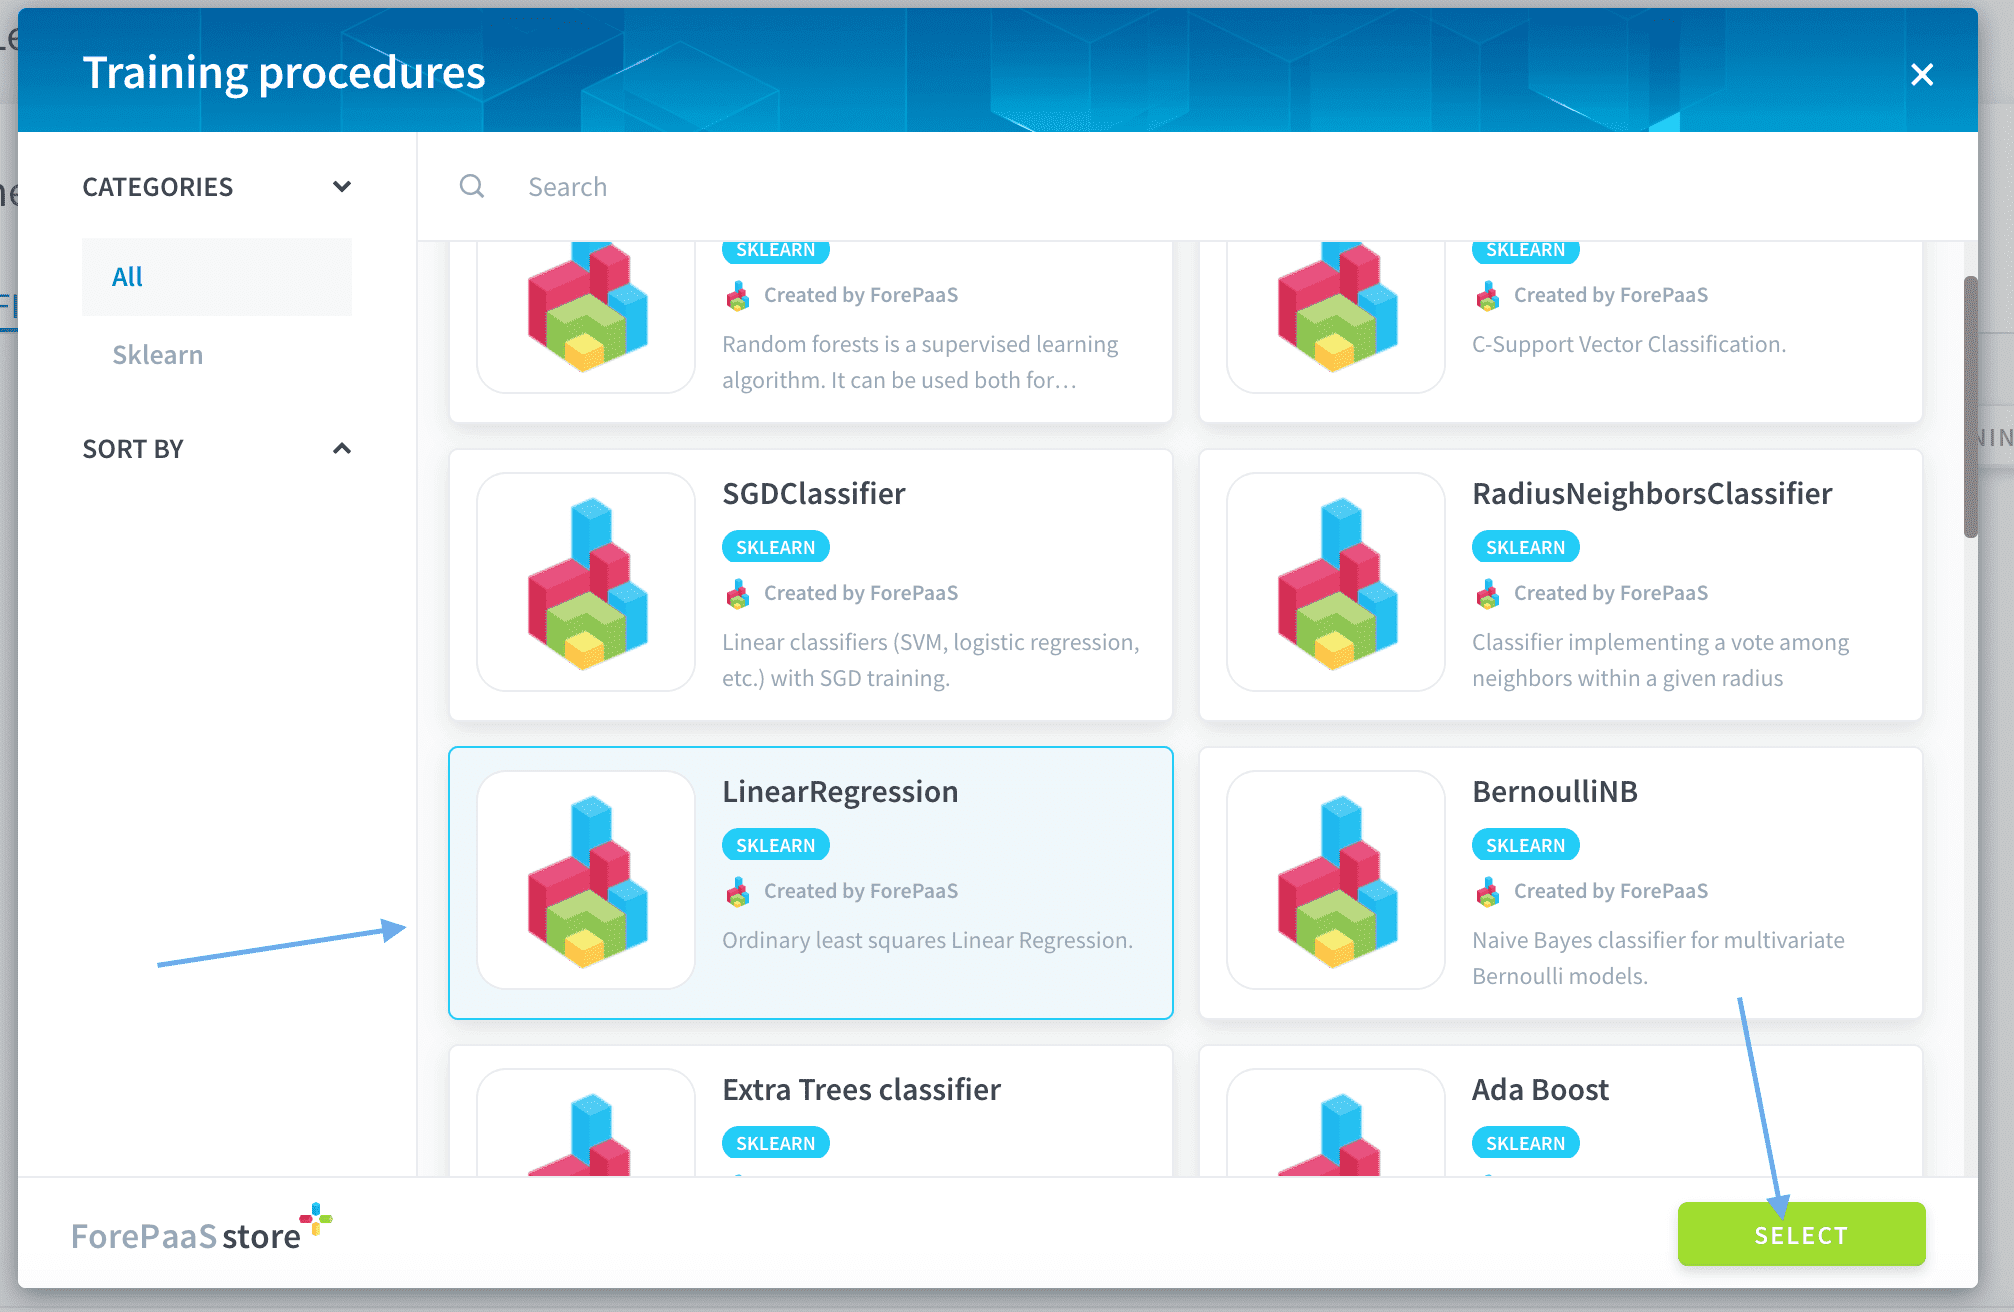 Training procedures
CATEGORIES
All
Sklearn
SORT BY
Search
SKLEARN
Created by ForePaaS
Random forests is a supervised learning
algorithm. It can be used both for…
SKLEARN
Created by ForePaaS
C-Support Vector Classification.
SGDClassifier
SKLEARN
Created by ForePaaS
Linear classifiers (SVM, logistic regression,
etc.) with SGD training.
RadiusNeighborsClassifier
SKLEARN
Created by ForePaaS
Classifier implementing a vote among
neighbors within a given radius
LinearRegression
SKLEARN
Created by ForePaaS
Ordinary least squares Linear Regression.
BernoulliNB
SKLEARN
Created by ForePaaS
Naive Bayes classifier for multivariate
Bernoulli models.
Extra Trees classifier
SKLEARN
Ada Boost
SKLEARN
ForePaaS store
SELECT